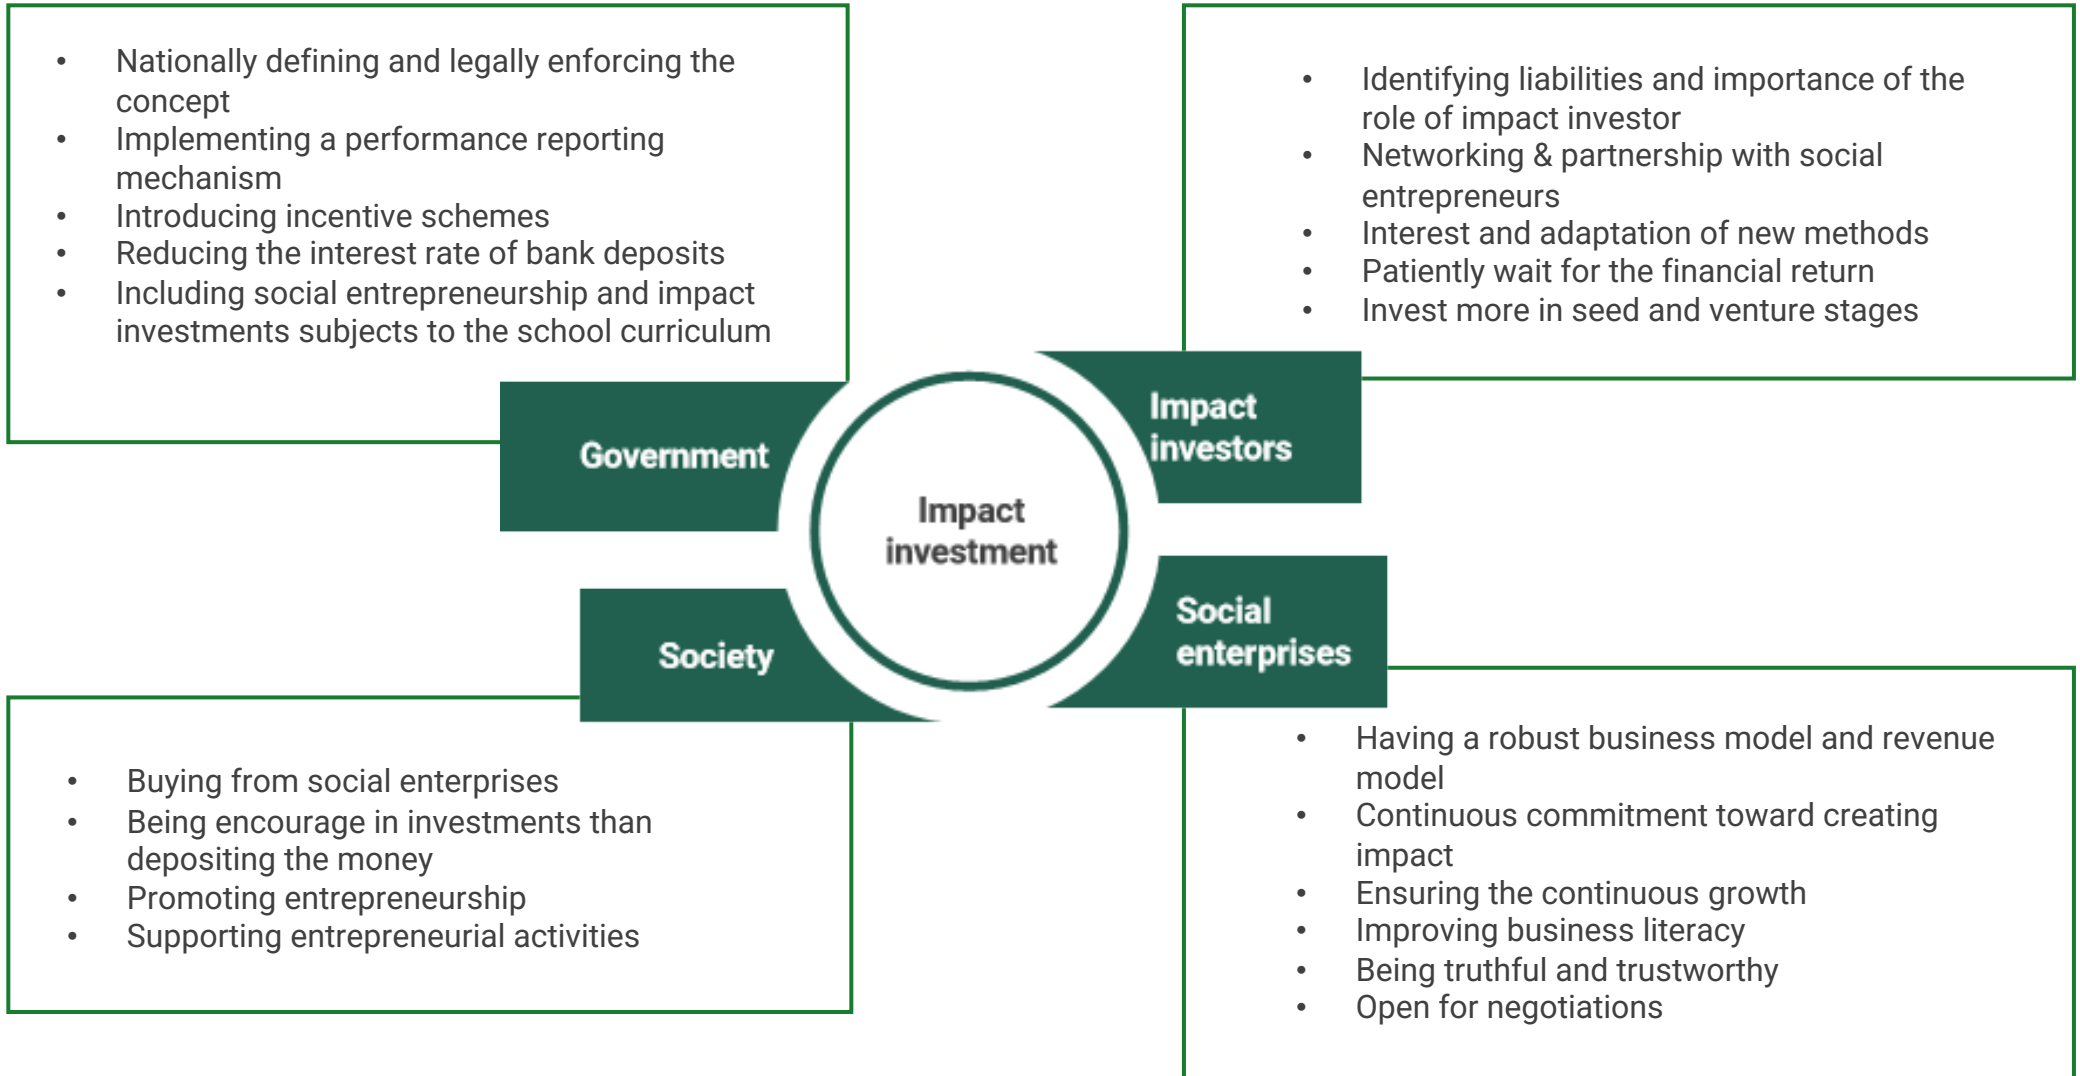 • Nationally defining and legally enforcing the
concept
• Implementing a performance reporting
mechanism
• Introducing incentive schemes
• Reducing the interest rate of bank deposits
• Including social entrepreneurship and impact
investments subjects to the school curriculum
Government
• Identifying liabilities and importance of the
role of impact investor
• Networking & partnership with social
entrepreneurs
• Interest and adaptation of new methods
• Patiently wait for the financial return
• Invest more in seed and venture stages
Impact
investors
Impact
investment
Society
• Buying from social enterprises
• Being encourage in investments than
depositing the money
• Promoting entrepreneurship
• Supporting entrepreneurial activities
Social
enterprises
• Having a robust business model and revenue
model
• Continuous commitment toward creating
impact
• Ensuring the continuous growth
• Improving business literacy
• Being truthful and trustworthy
• Open for negotiations